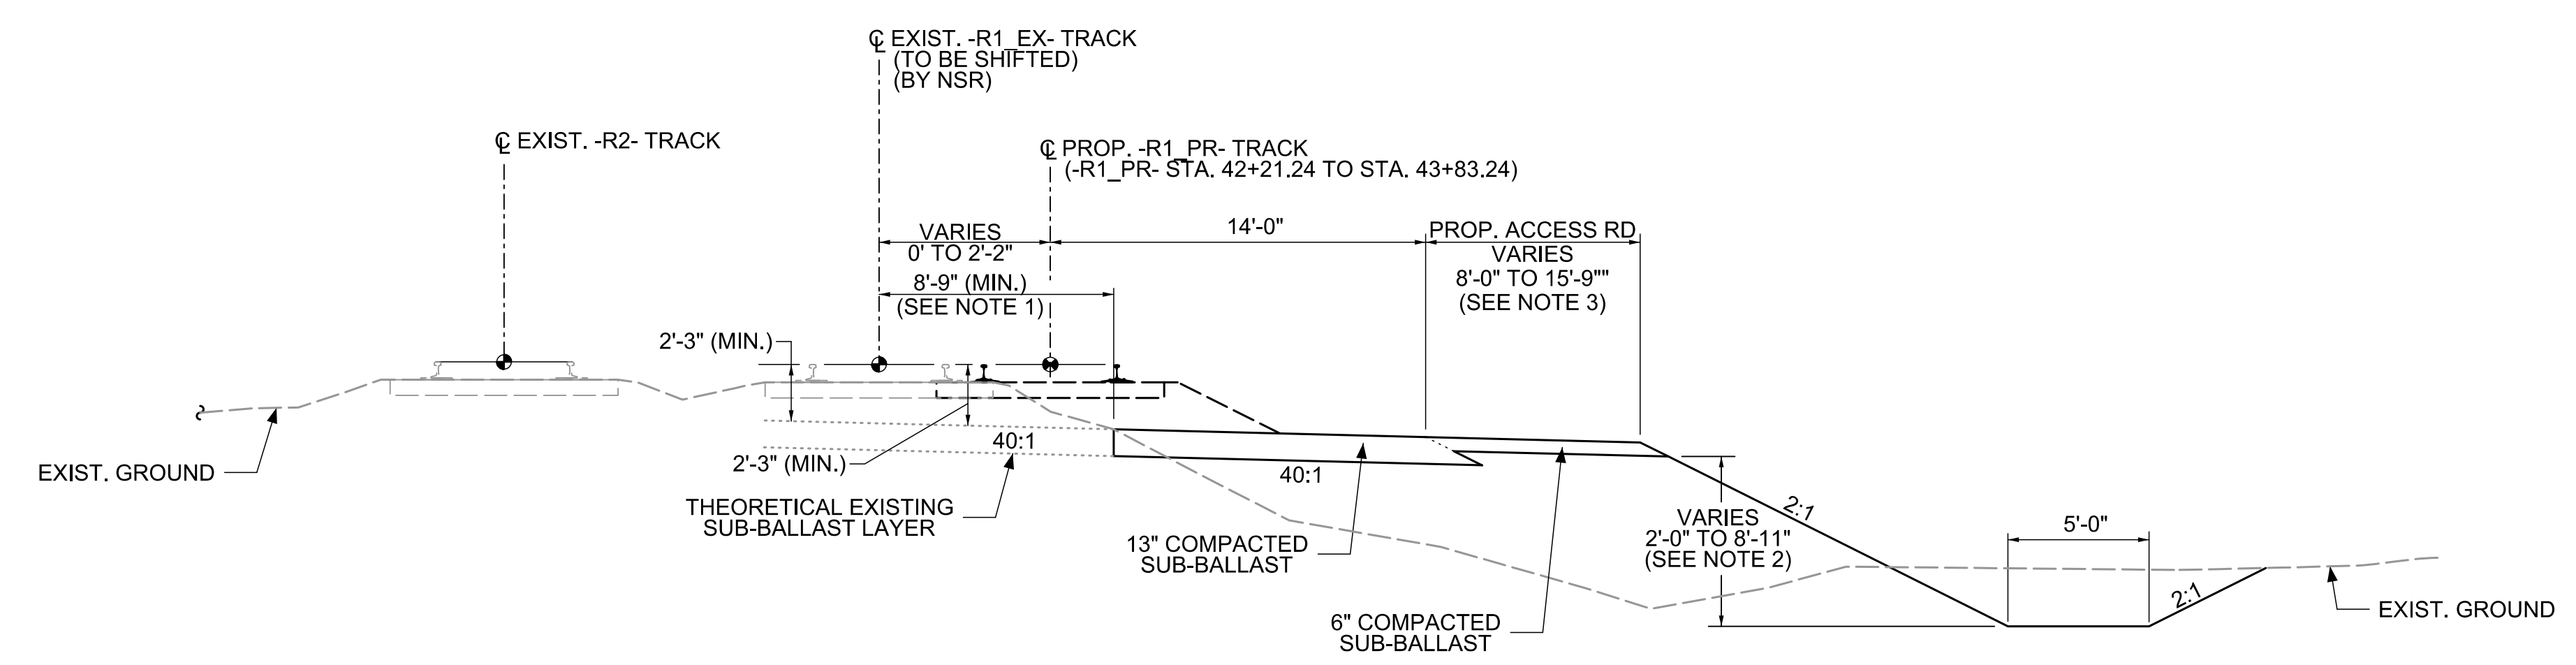 ℄ EXIST. -R1_EX- TRACK
(TO BE SHIFTED)
(BY NSR)
℄ EXIST. -R2- TRACK
℄ PROP. -R1_PR- TRACK
(-R1_PR- STA. 42+21.24 TO STA. 43+83.24)
VARIES
0' TO 2'-2"
14'-0"
PROP. ACCESS RD
VARIES
8'-0" TO 15'-9""
(SEE NOTE 3)
8'-9" (MIN.)
(SEE NOTE 1)
2'-3" (MIN.)
40:1
2'-3" (MIN.)
EXIST. GROUND
THEORETICAL EXISTING
SUB-BALLAST LAYER
40:1
13" COMPACTED
SUB-BALLAST
6" COMPACTED
SUB-BALLAST
2:1
VARIES
2'-0" TO 8'-11"
(SEE NOTE 2)
5'-0"
2:1
EXIST. GROUND